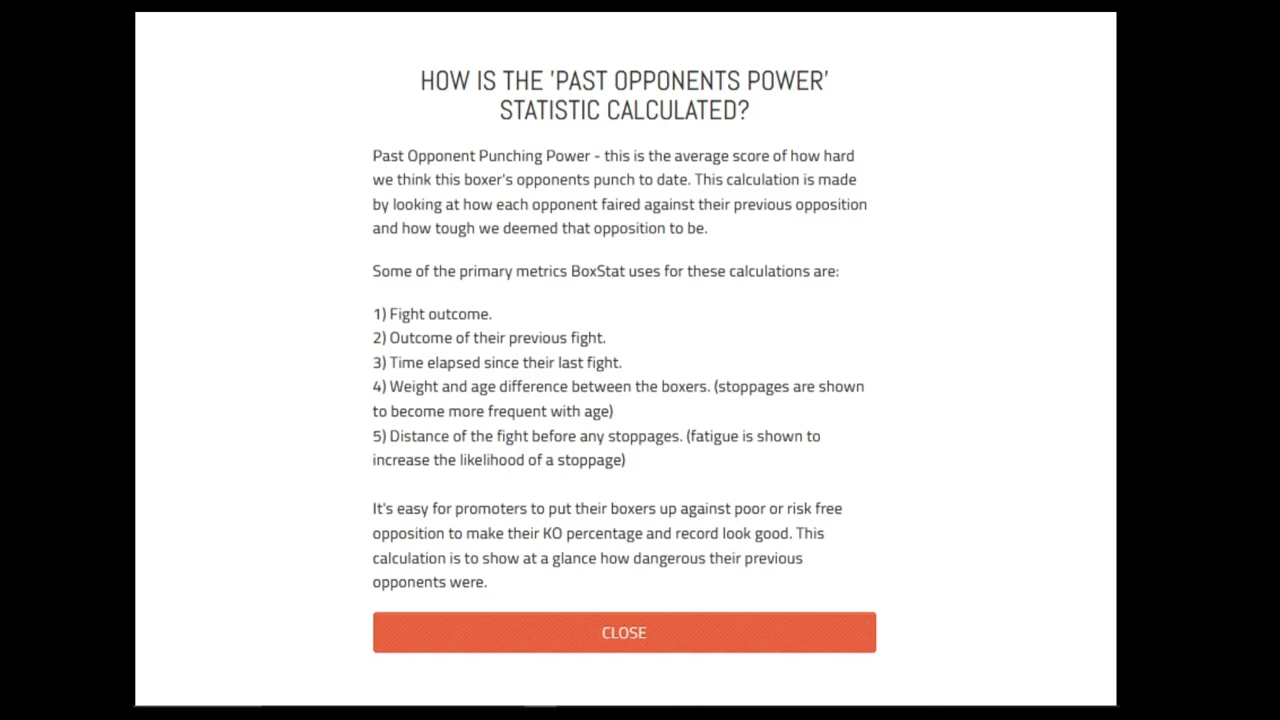 HOW IS THE 'PAST OPPONENTS POWER'
STATISTIC CALCULATED?
Past Opponent Punching Power - this is the average score of how hard
we think this boxer's opponents punch to date. This calculation is made
by looking at how each opponent faired against their previous opposition
and how tough we deemed that opposition to be.
Some of the primary metrics BoxStat uses for these calculations are:
1) Fight outcome.
2) Outcome of their previous fight.
3) Time elapsed since their last fight.
4) Weight and age difference between the boxers. (stoppages are shown
to become more frequent with age)
5) Distance of the fight before any stoppages. (fatigue is shown to
increase the likelihood of a stoppage)
It's easy for promoters to put their boxers up against poor or risk free
opposition to make their KO percentage and record look good. This
calculation is to show at a glance how dangerous their previous
opponents were.
CLOSE